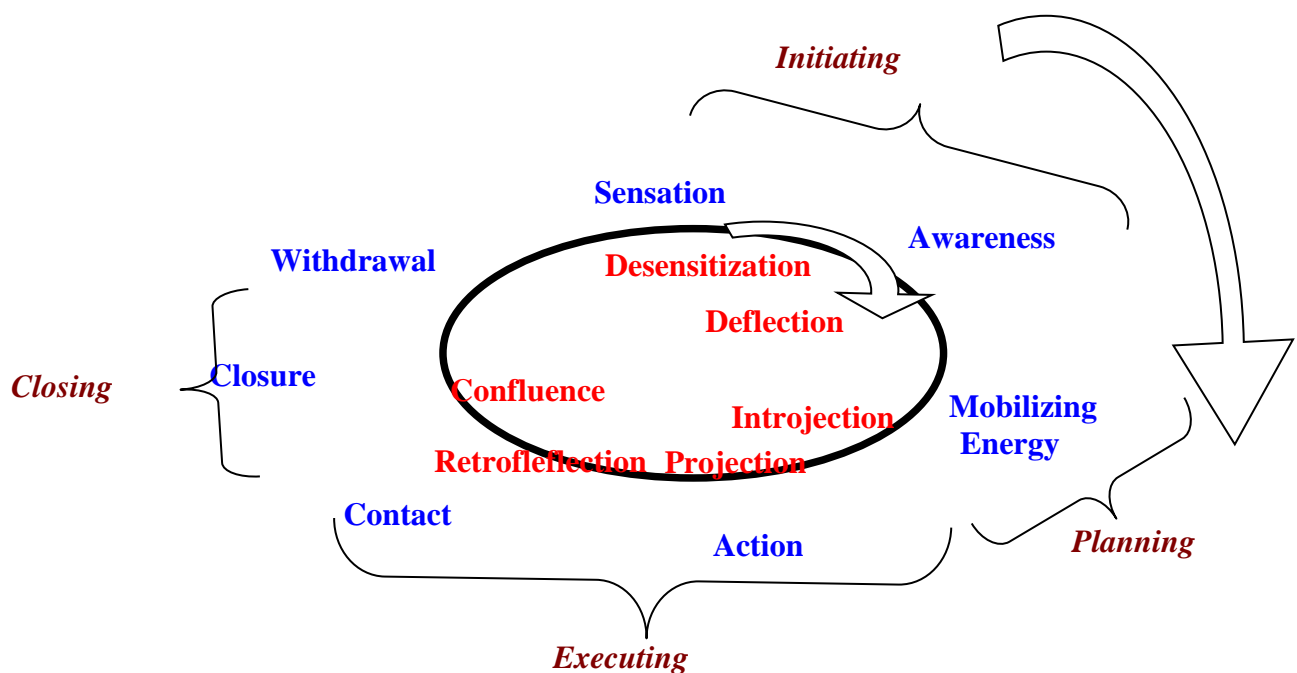 Initiating
Sensation
Awareness
Withdrawal
Desensitization
Deflection
Closing
Closure
Confluence
Introjection
Mobilizing
Energy
Retrofleflection
Projection
Contact
Action
Planning
Executing